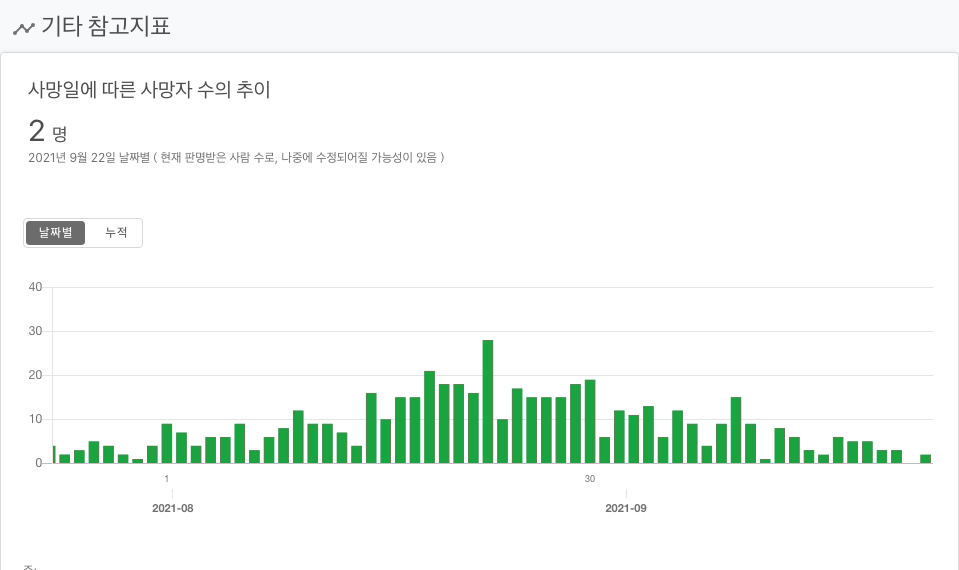 기타 참고지표
사망일에 따른 사망자 수의 추이
2 명
2021년 9월 22일 날짜별 ( 현재 판명받은 사람 수로, 나중에 수정되어질 가능성이 있음 )
날짜별 누적
40
30
20
10
0
1 30
2021-08 2021-09